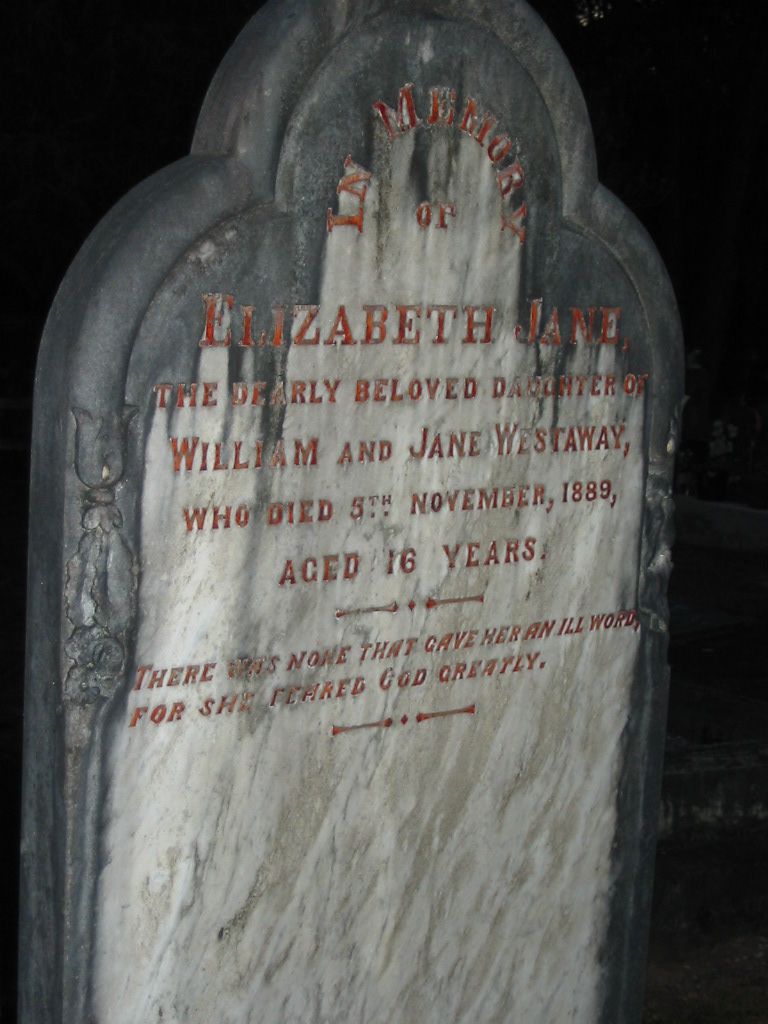 IN MEMORY
OF
ELIZABETH JANE,
THE DEARLY BELOVED DAUGHTER OF
WILLIAM AND JANE WESTAWAY,
WHO DIED 5TH NOVEMBER, 1889,
AGED 16 YEARS.
THERE WAS NONE THAT GAVE HER AN ILL WORD,
FOR SHE FEARED GOD GREATLY.